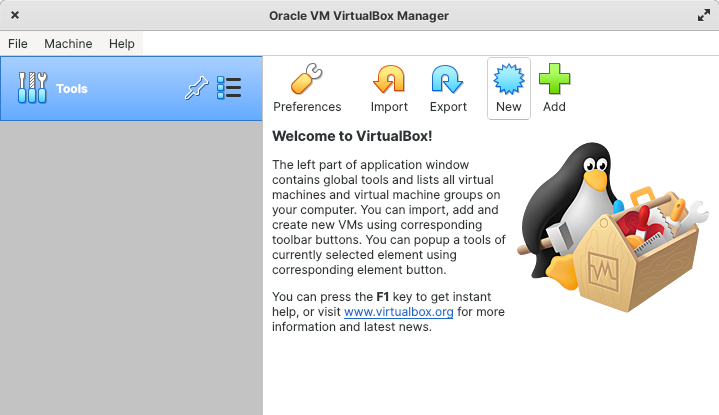 Oracle VM VirtualBox Manager
File Machine Help
Tools
Preferences Import Export New Add
Welcome to VirtualBox!
The left part of application window
contains global tools and lists all virtual
machines and virtual machine groups on
your computer. You can import, add and
create new VMs using corresponding
toolbar buttons. You can popup a tools of
currently selected element using
corresponding element button.
You can press the F1 key to get instant
help, or visit www.virtualbox.org for more
information and latest news.